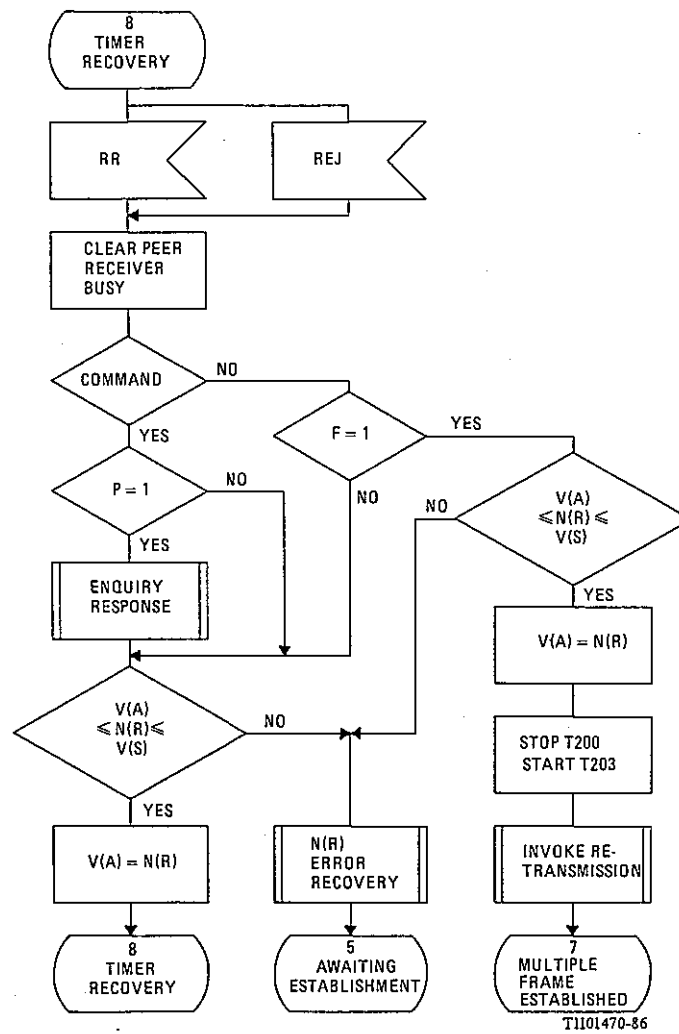 8
TIMER
RECOVERY
RR
REJ
CLEAR PEER
RECEIVER
BUSY
COMMAND
NO
F = 1
YES
YES
P = 1
NO
NO
NO
V(A)
≤ N(R) ≤
V(S)
YES
ENQUIRY
RESPONSE
YES
V(A) = N(R)
V(A)
≤ N(R) ≤
V(S)
NO
STOP T200
START T203
YES
V(A) = N(R)
N(R)
ERROR
RECOVERY
INVOKE RE-
TRANSMISSION
8
TIMER
RECOVERY
5
AWAITING
ESTABLISHMENT
7
MULTIPLE
FRAME
ESTABLISHED
T1101470-86